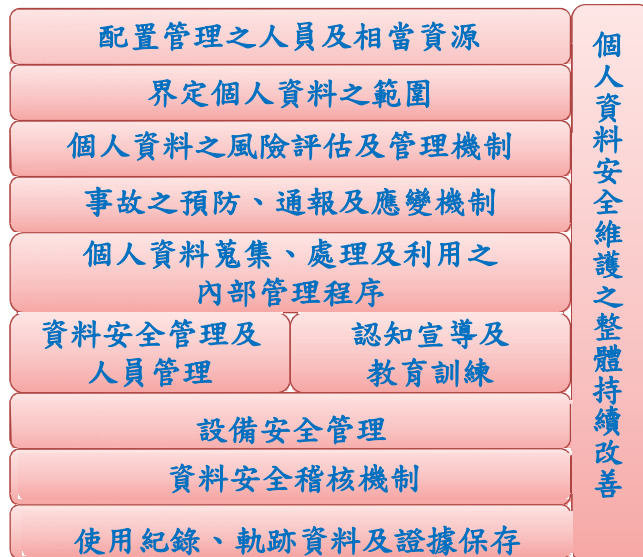 配置管理之人員及相當資源
界定個人資料之範圍
個人資料之風險評估及管理機制
事故之預防、通報及應變機制
個人資料蒐集、處理及利用之
內部管理程序
資料安全管理及
人員管理
認知宣導及
教育訓練
設備安全管理
資料安全稽核機制
使用紀錄、軌跡資料及證據保存
個人資料安全維護之整體持續改善